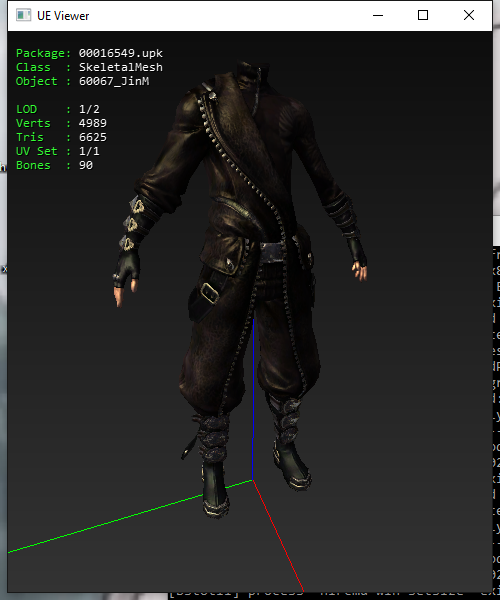 UE Viewer
Package: 00016549.upk
Class  : SkeletalMesh
Object : 60067_JinM
LOD    : 1/2
Verts  : 4989
Tris   : 6625
UV Set : 1/1
Bones  : 90